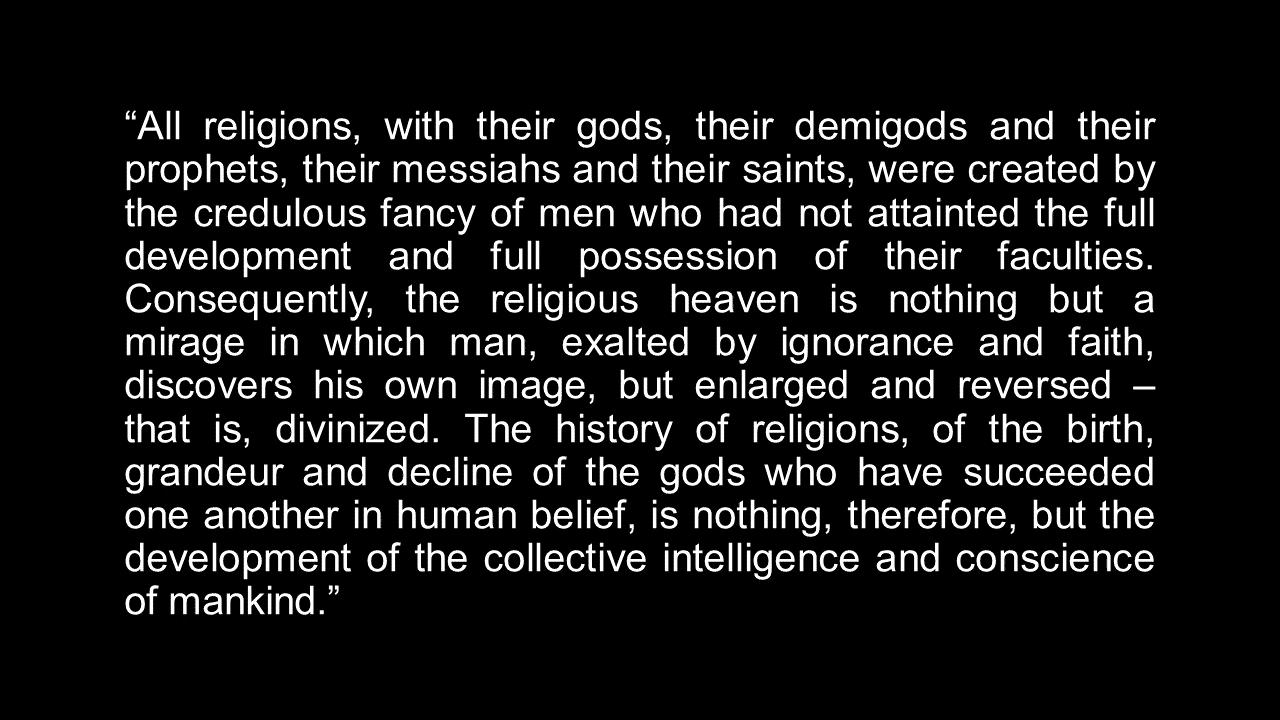 “All religions, with their gods, their demigods and their
prophets, their messiahs and their saints, were created by
the credulous fancy of men who had not attainted the full
development and full possession of their faculties.
Consequently, the religious heaven is nothing but a
mirage in which man, exalted by ignorance and faith,
discovers his own image, but enlarged and reversed –
that is, divinized. The history of religions, of the birth,
grandeur and decline of the gods who have succeeded
one another in human belief, is nothing, therefore, but the
development of the collective intelligence and conscience
of mankind.”